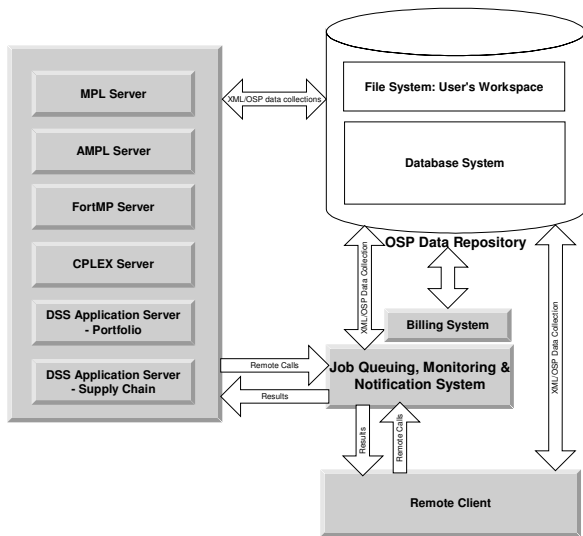 MPL Server
AMPL Server
FortMP Server
CPLEX Server
DSS Application Server
- Portfolio
DSS Application Server
- Supply Chain
XML/OSP data collections
File System: User's Workspace
Database System
OSP Data Repository
XML/OSP Data Collection
Billing System
XML/OSP Data Collection
Remote Calls
Results
Job Queuing, Monitoring &
Notification System
Results
Remote Calls
Remote Client